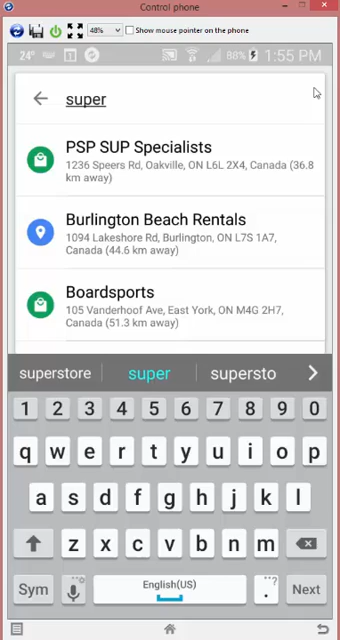 Control phone
48%
Show mouse pointer on the phone
24°
88%
1:55 PM
super
PSP SUP Specialists
1236 Speers Rd, Oakville, ON L6L 2X4, Canada (36.8
km away)
Burlington Beach Rentals
1094 Lakeshore Rd, Burlington, ON L7S 1A7,
Canada (44.6 km away)
Boardsports
105 Vanderhoof Ave, East York, ON M4G 2H7,
Canada (51.3 km away)
superstore super supersto
1 2 3 4 5 6 7 8 9 0
q w e r t y u i o p
a s d f g h j k l
z x c v b n m
Sym English(US) . ...? Next